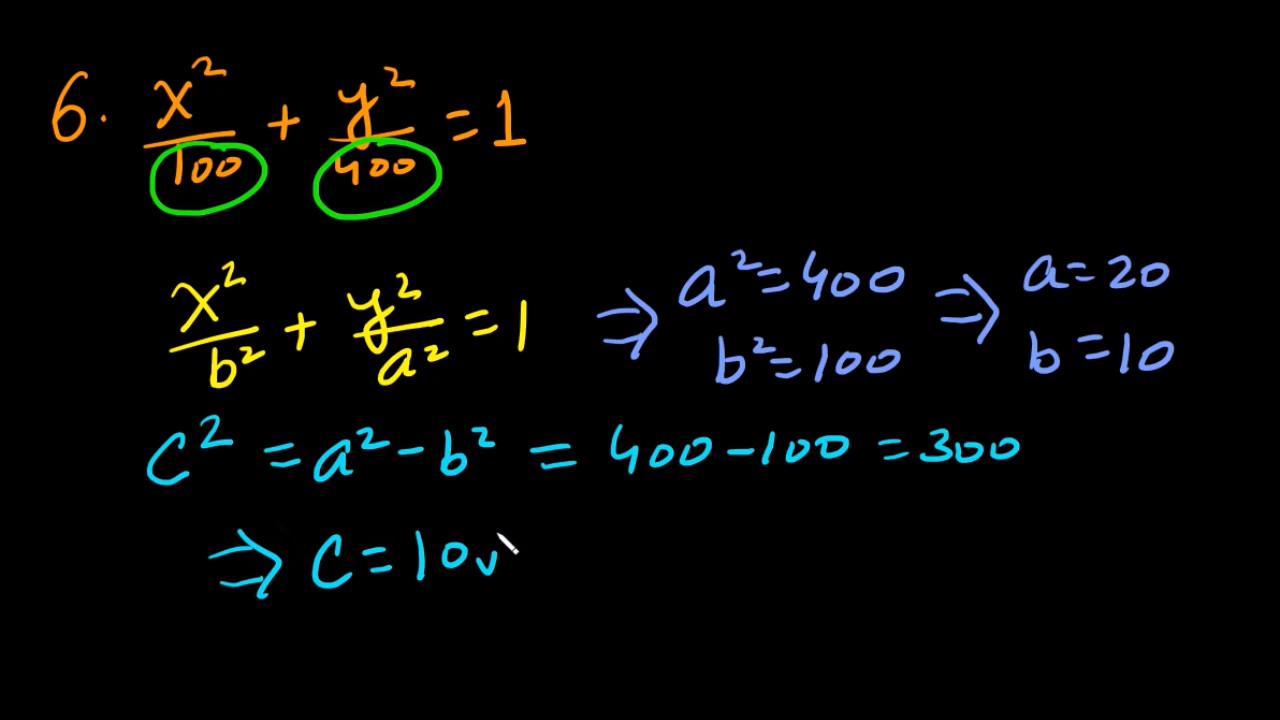 6. x²/100 + y²/400 = 1
x²/b² + y²/a² = 1 ⇒ a² = 400 ⇒ a = 20
b² = 100 b = 10
c² = a² - b² = 400 - 100 = 300
⇒ c = 10